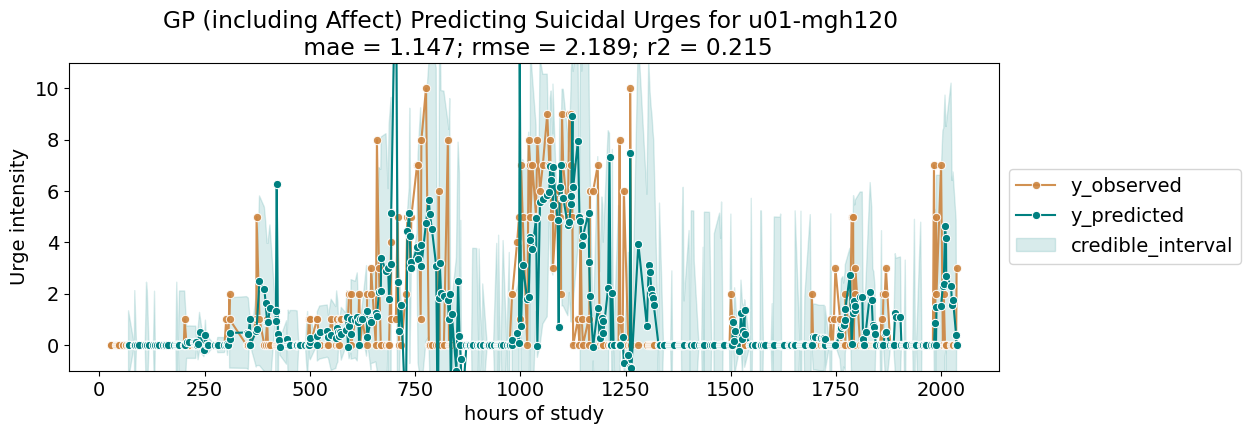 GP (including Affect) Predicting Suicidal Urges for u01-mgh120
mae = 1.147; rmse = 2.189; r2 = 0.215
Urge intensity
10
8
6
4
2
0
y_observed
y_predicted
credible_interval
0 250 500 750 1000 1250 1500 1750 2000
hours of study